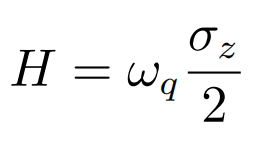 H = ω_q σ_z / 2